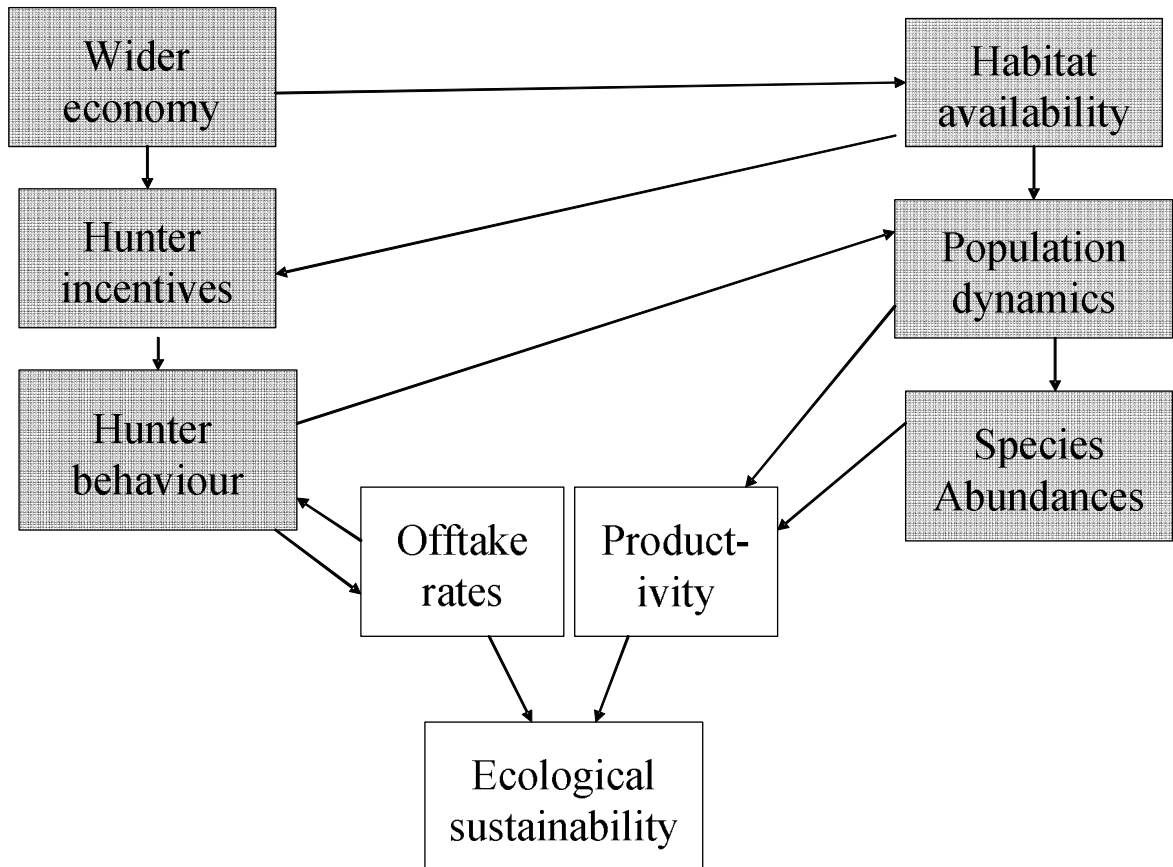 Wider
economy
Habitat
availability
Hunter
incentives
Population
dynamics
Hunter
behaviour
Species
Abundances
Offtake
rates
Product-
ivity
Ecological
sustainability